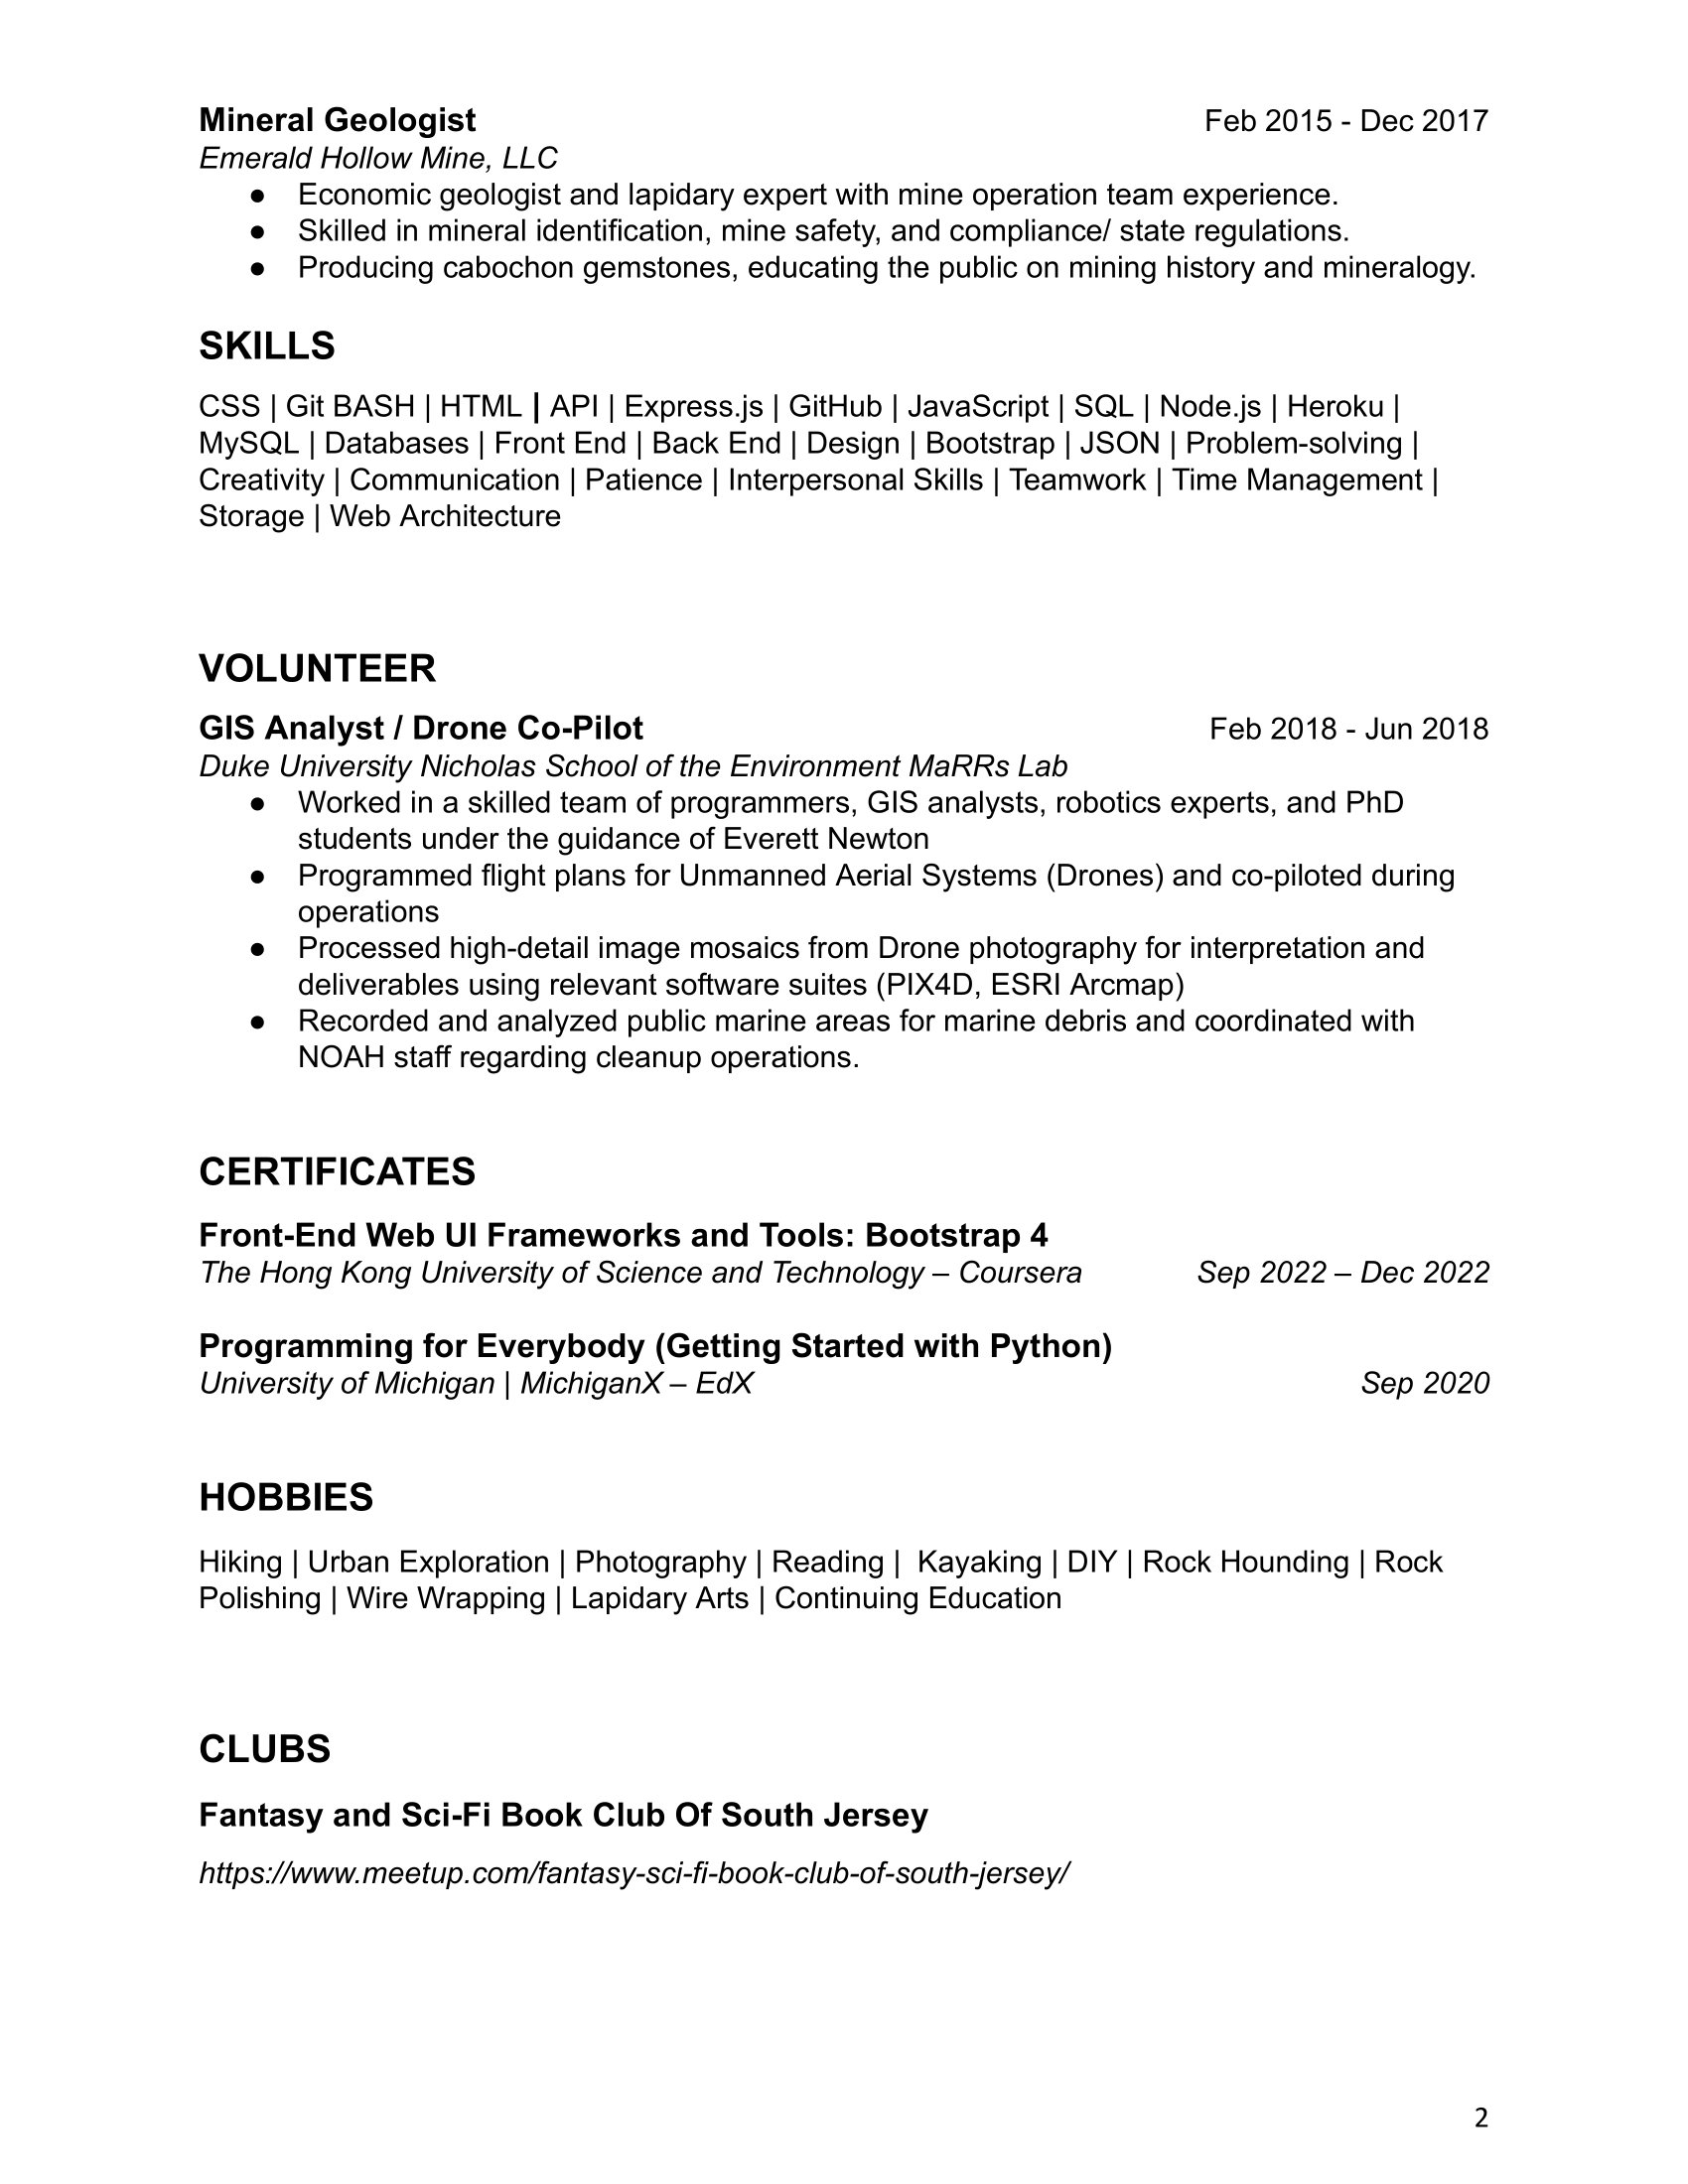 Mineral Geologist Feb 2015 - Dec 2017
Emerald Hollow Mine, LLC
● Economic geologist and lapidary expert with mine operation team experience.
● Skilled in mineral identification, mine safety, and compliance/ state regulations.
● Producing cabochon gemstones, educating the public on mining history and mineralogy.
SKILLS
CSS | Git BASH | HTML | API | Express.js | GitHub | JavaScript | SQL | Node.js | Heroku |
MySQL | Databases | Front End | Back End | Design | Bootstrap | JSON | Problem-solving |
Creativity | Communication | Patience | Interpersonal Skills | Teamwork | Time Management |
Storage | Web Architecture
VOLUNTEER
GIS Analyst / Drone Co-Pilot Feb 2018 - Jun 2018
Duke University Nicholas School of the Environment MaRRs Lab
● Worked in a skilled team of programmers, GIS analysts, robotics experts, and PhD
students under the guidance of Everett Newton
● Programmed flight plans for Unmanned Aerial Systems (Drones) and co-piloted during
operations
● Processed high-detail image mosaics from Drone photography for interpretation and
deliverables using relevant software suites (PIX4D, ESRI Arcmap)
● Recorded and analyzed public marine areas for marine debris and coordinated with
NOAH staff regarding cleanup operations.
CERTIFICATES
Front-End Web UI Frameworks and Tools: Bootstrap 4
The Hong Kong University of Science and Technology – Coursera Sep 2022 – Dec 2022
Programming for Everybody (Getting Started with Python)
University of Michigan | MichiganX – EdX Sep 2020
HOBBIES
Hiking | Urban Exploration | Photography | Reading | Kayaking | DIY | Rock Hounding | Rock
Polishing | Wire Wrapping | Lapidary Arts | Continuing Education
CLUBS
Fantasy and Sci-Fi Book Club Of South Jersey
https://www.meetup.com/fantasy-sci-fi-book-club-of-south-jersey/
2